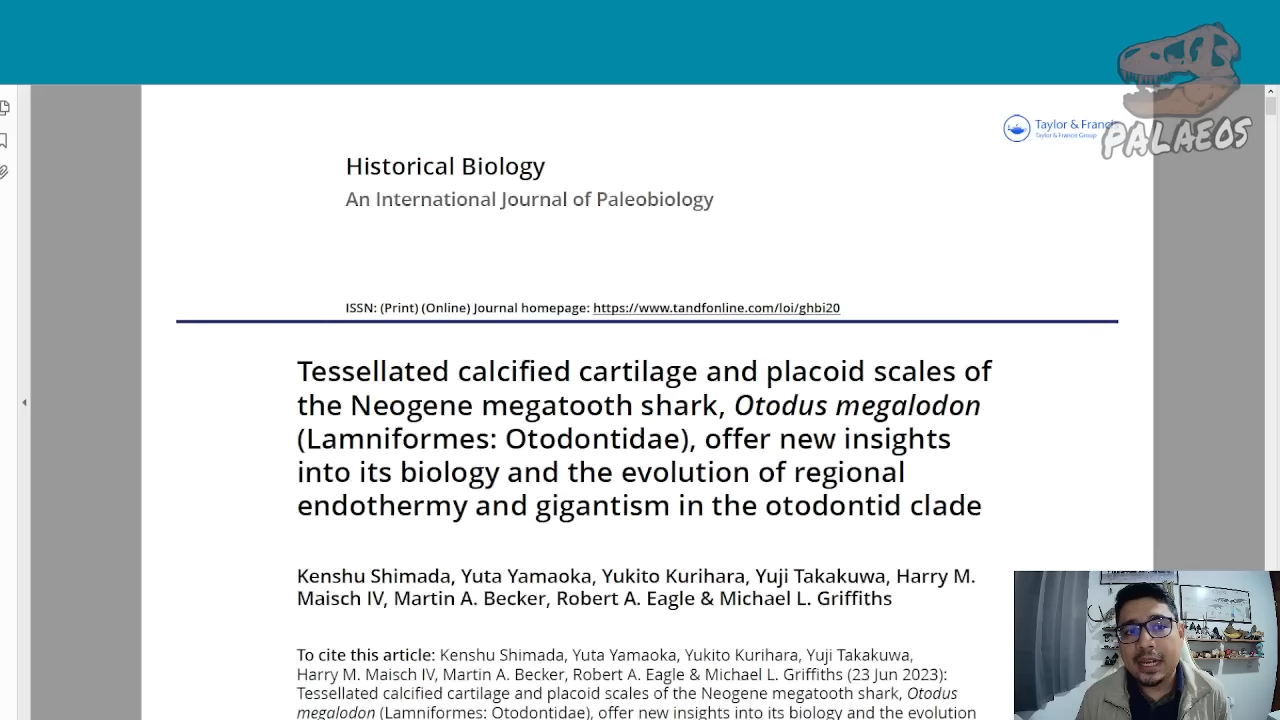 PALAEOS
Taylor & Francis
Taylor & Francis Group
Historical Biology
An International Journal of Paleobiology
ISSN: (Print) (Online) Journal homepage: https://www.tandfonline.com/loi/ghbi20
Tessellated calcified cartilage and placoid scales of
the Neogene megatooth shark, Otodus megalodon
(Lamniformes: Otodontidae), offer new insights
into its biology and the evolution of regional
endothermy and gigantism in the otodontid clade
Kenshu Shimada, Yuta Yamaoka, Yukito Kurihara, Yuji Takakuwa, Harry M.
Maisch IV, Martin A. Becker, Robert A. Eagle & Michael L. Griffiths
To cite this article: Kenshu Shimada, Yuta Yamaoka, Yukito Kurihara, Yuji Takakuwa,
Harry M. Maisch IV, Martin A. Becker, Robert A. Eagle & Michael L. Griffiths (23 Jun 2023):
Tessellated calcified cartilage and placoid scales of the Neogene megatooth shark, Otodus
megalodon (Lamniformes: Otodontidae), offer new insights into its biology and the evolution